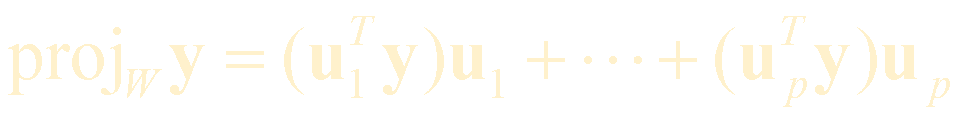 proj_W y = (u_1^T y)u_1 + ⋯ + (u_p^T y)u_p